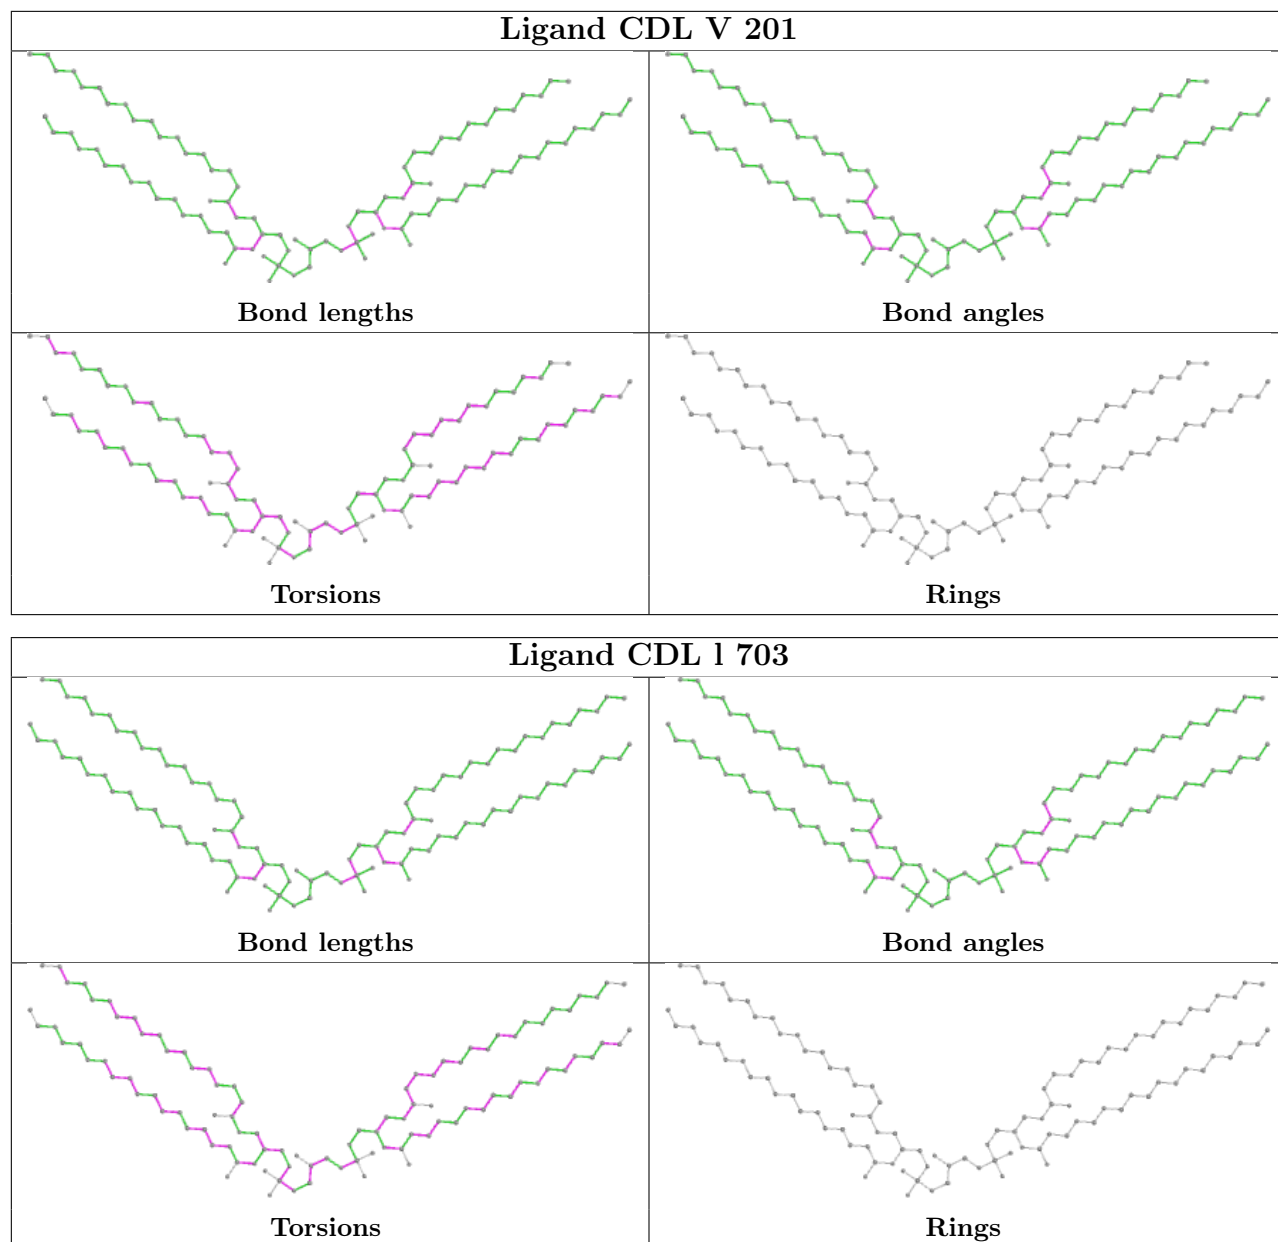 Ligand CDL V 201
Bond lengths
Bond angles
Torsions
Rings
Ligand CDL l 703
Bond lengths
Bond angles
Torsions
Rings